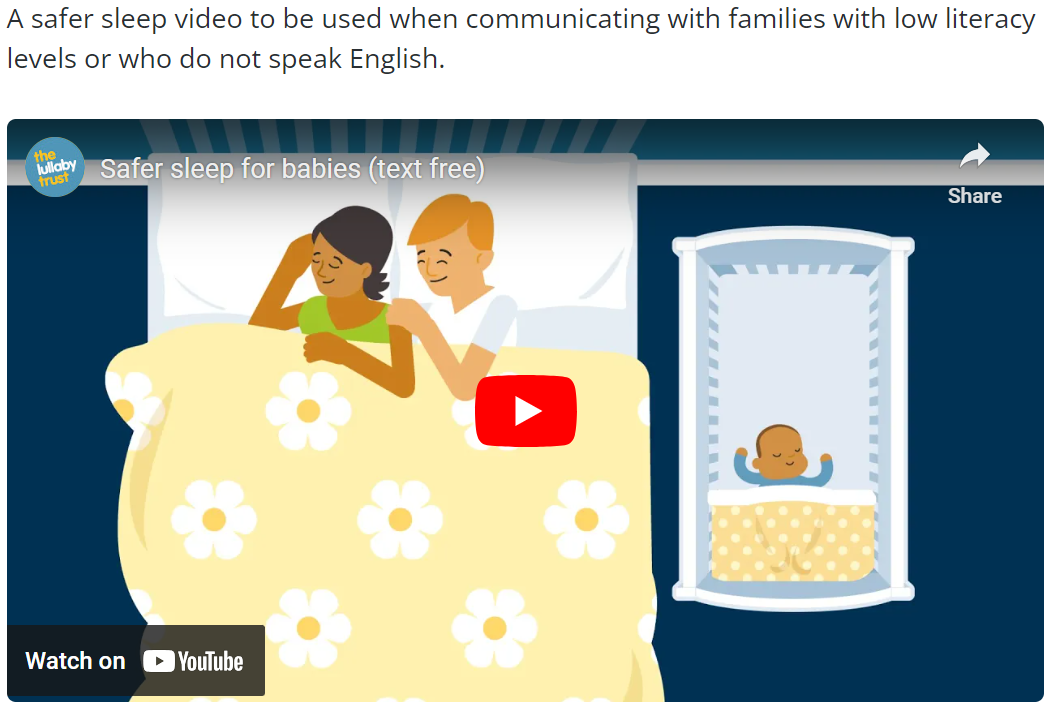 A safer sleep video to be used when communicating with families with low literacy
levels or who do not speak English.
the
lullaby
trust
Safer sleep for babies (text free)
Share
Watch on YouTube